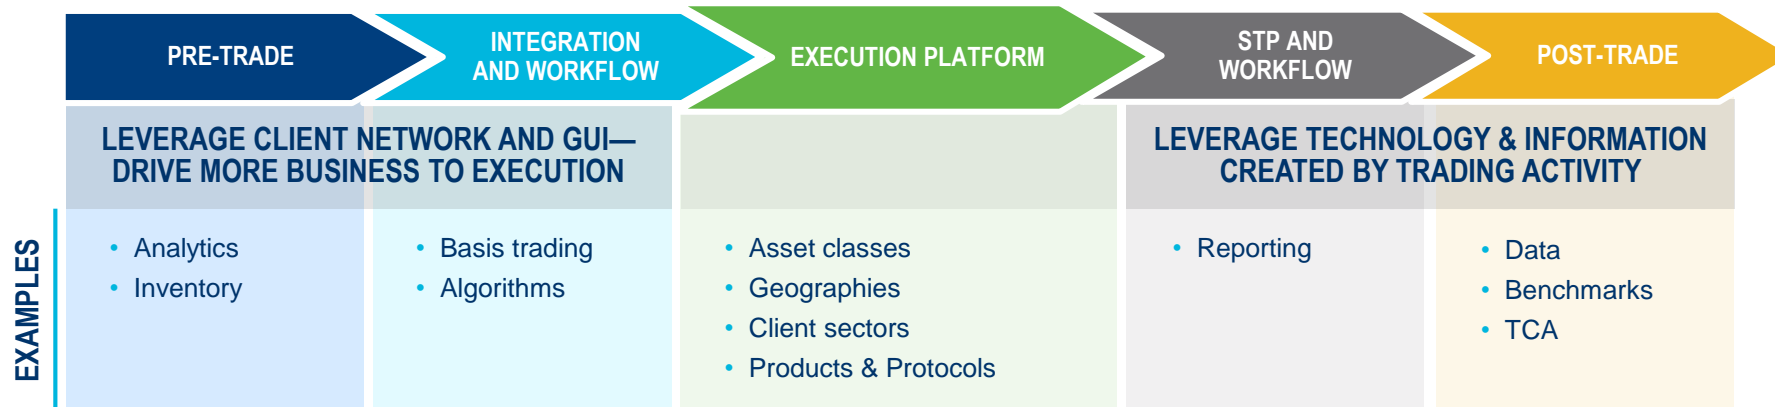 PRE-TRADE
INTEGRATION
AND WORKFLOW
EXECUTION PLATFORM
STP AND
WORKFLOW
POST-TRADE
LEVERAGE CLIENT NETWORK AND GUI—
DRIVE MORE BUSINESS TO EXECUTION
LEVERAGE TECHNOLOGY & INFORMATION
CREATED BY TRADING ACTIVITY
EXAMPLES
• Analytics
• Inventory
• Basis trading
• Algorithms
• Asset classes
• Geographies
• Client sectors
• Products & Protocols
• Reporting
• Data
• Benchmarks
• TCA